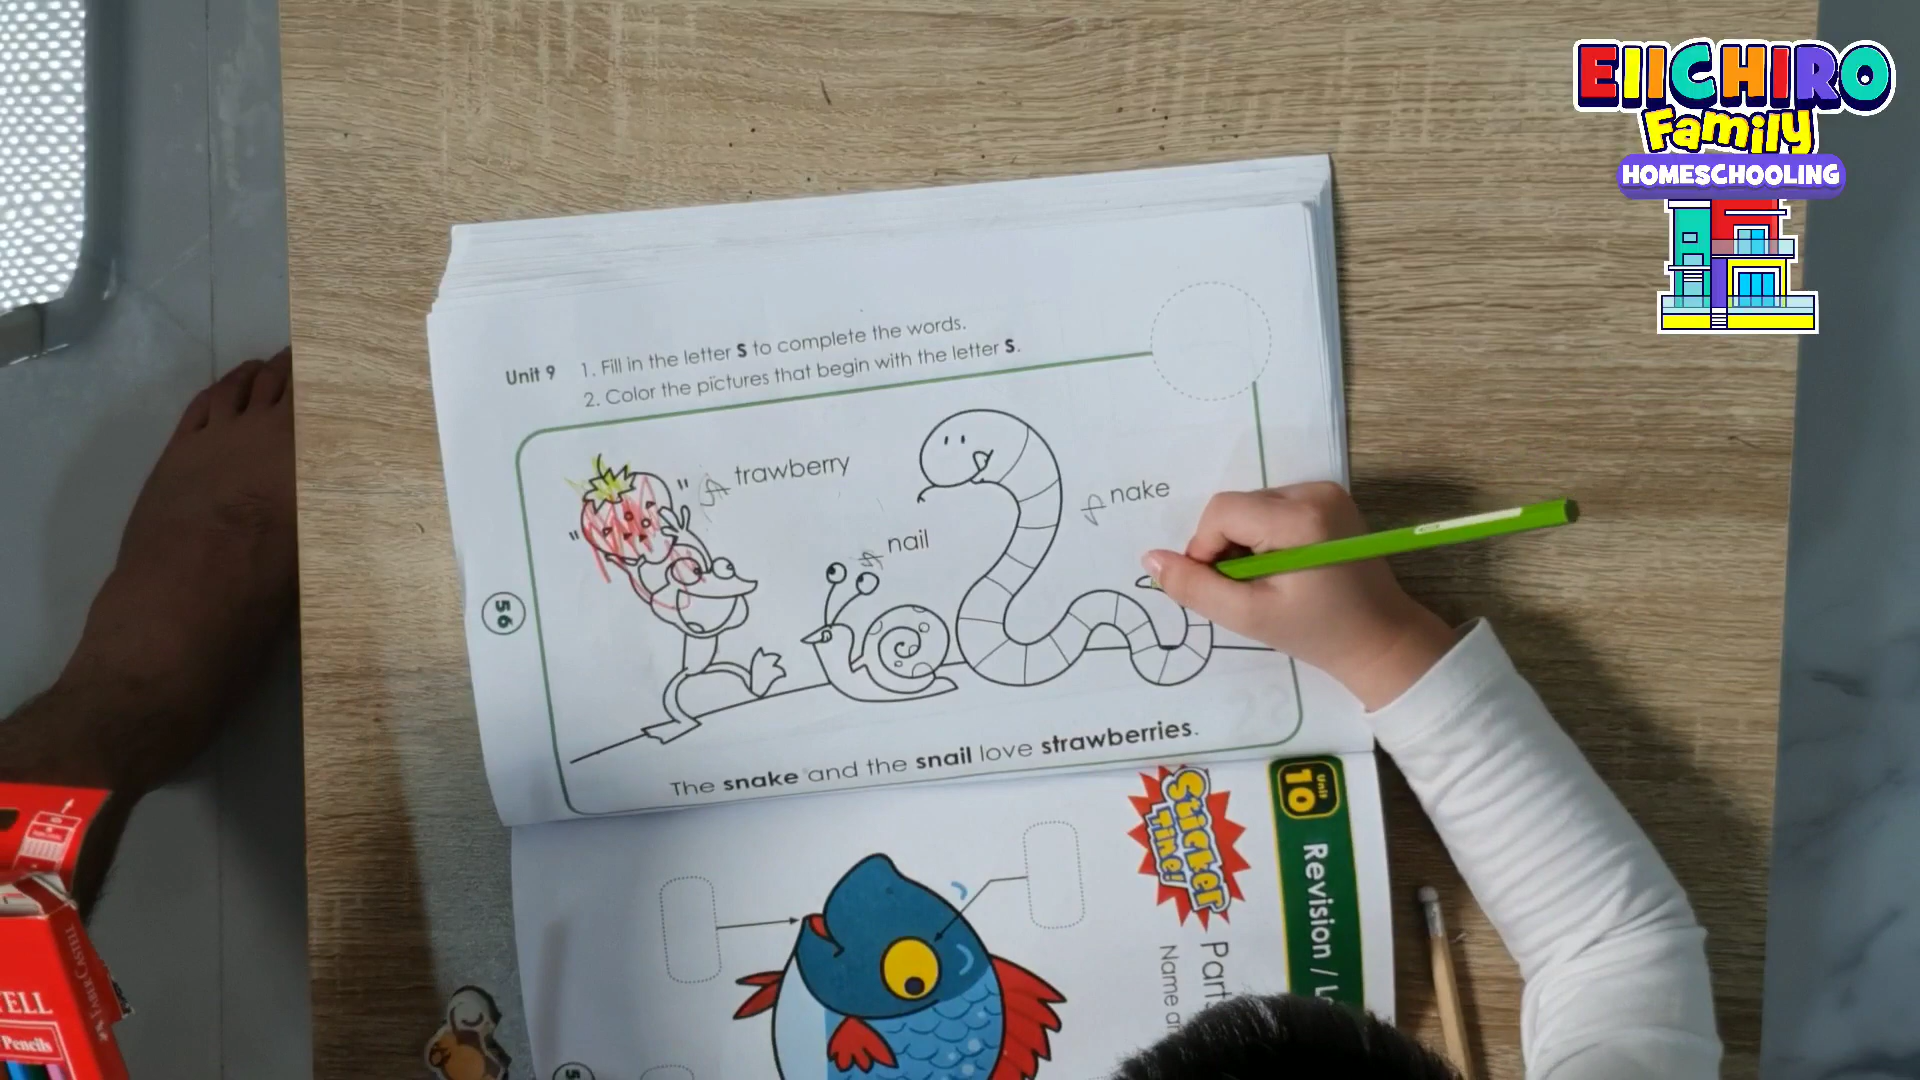 EIICHIRO
Family
HOMESCHOOLING
Unit 9 1. Fill in the letter S to complete the words.
2. Color the pictures that begin with the letter S.
trawberry
nake
nail
56
The snake and the snail love strawberries.
Sticker
Time!
Unit
10
Revision /
Name
FABER-CASTELL
Pencils